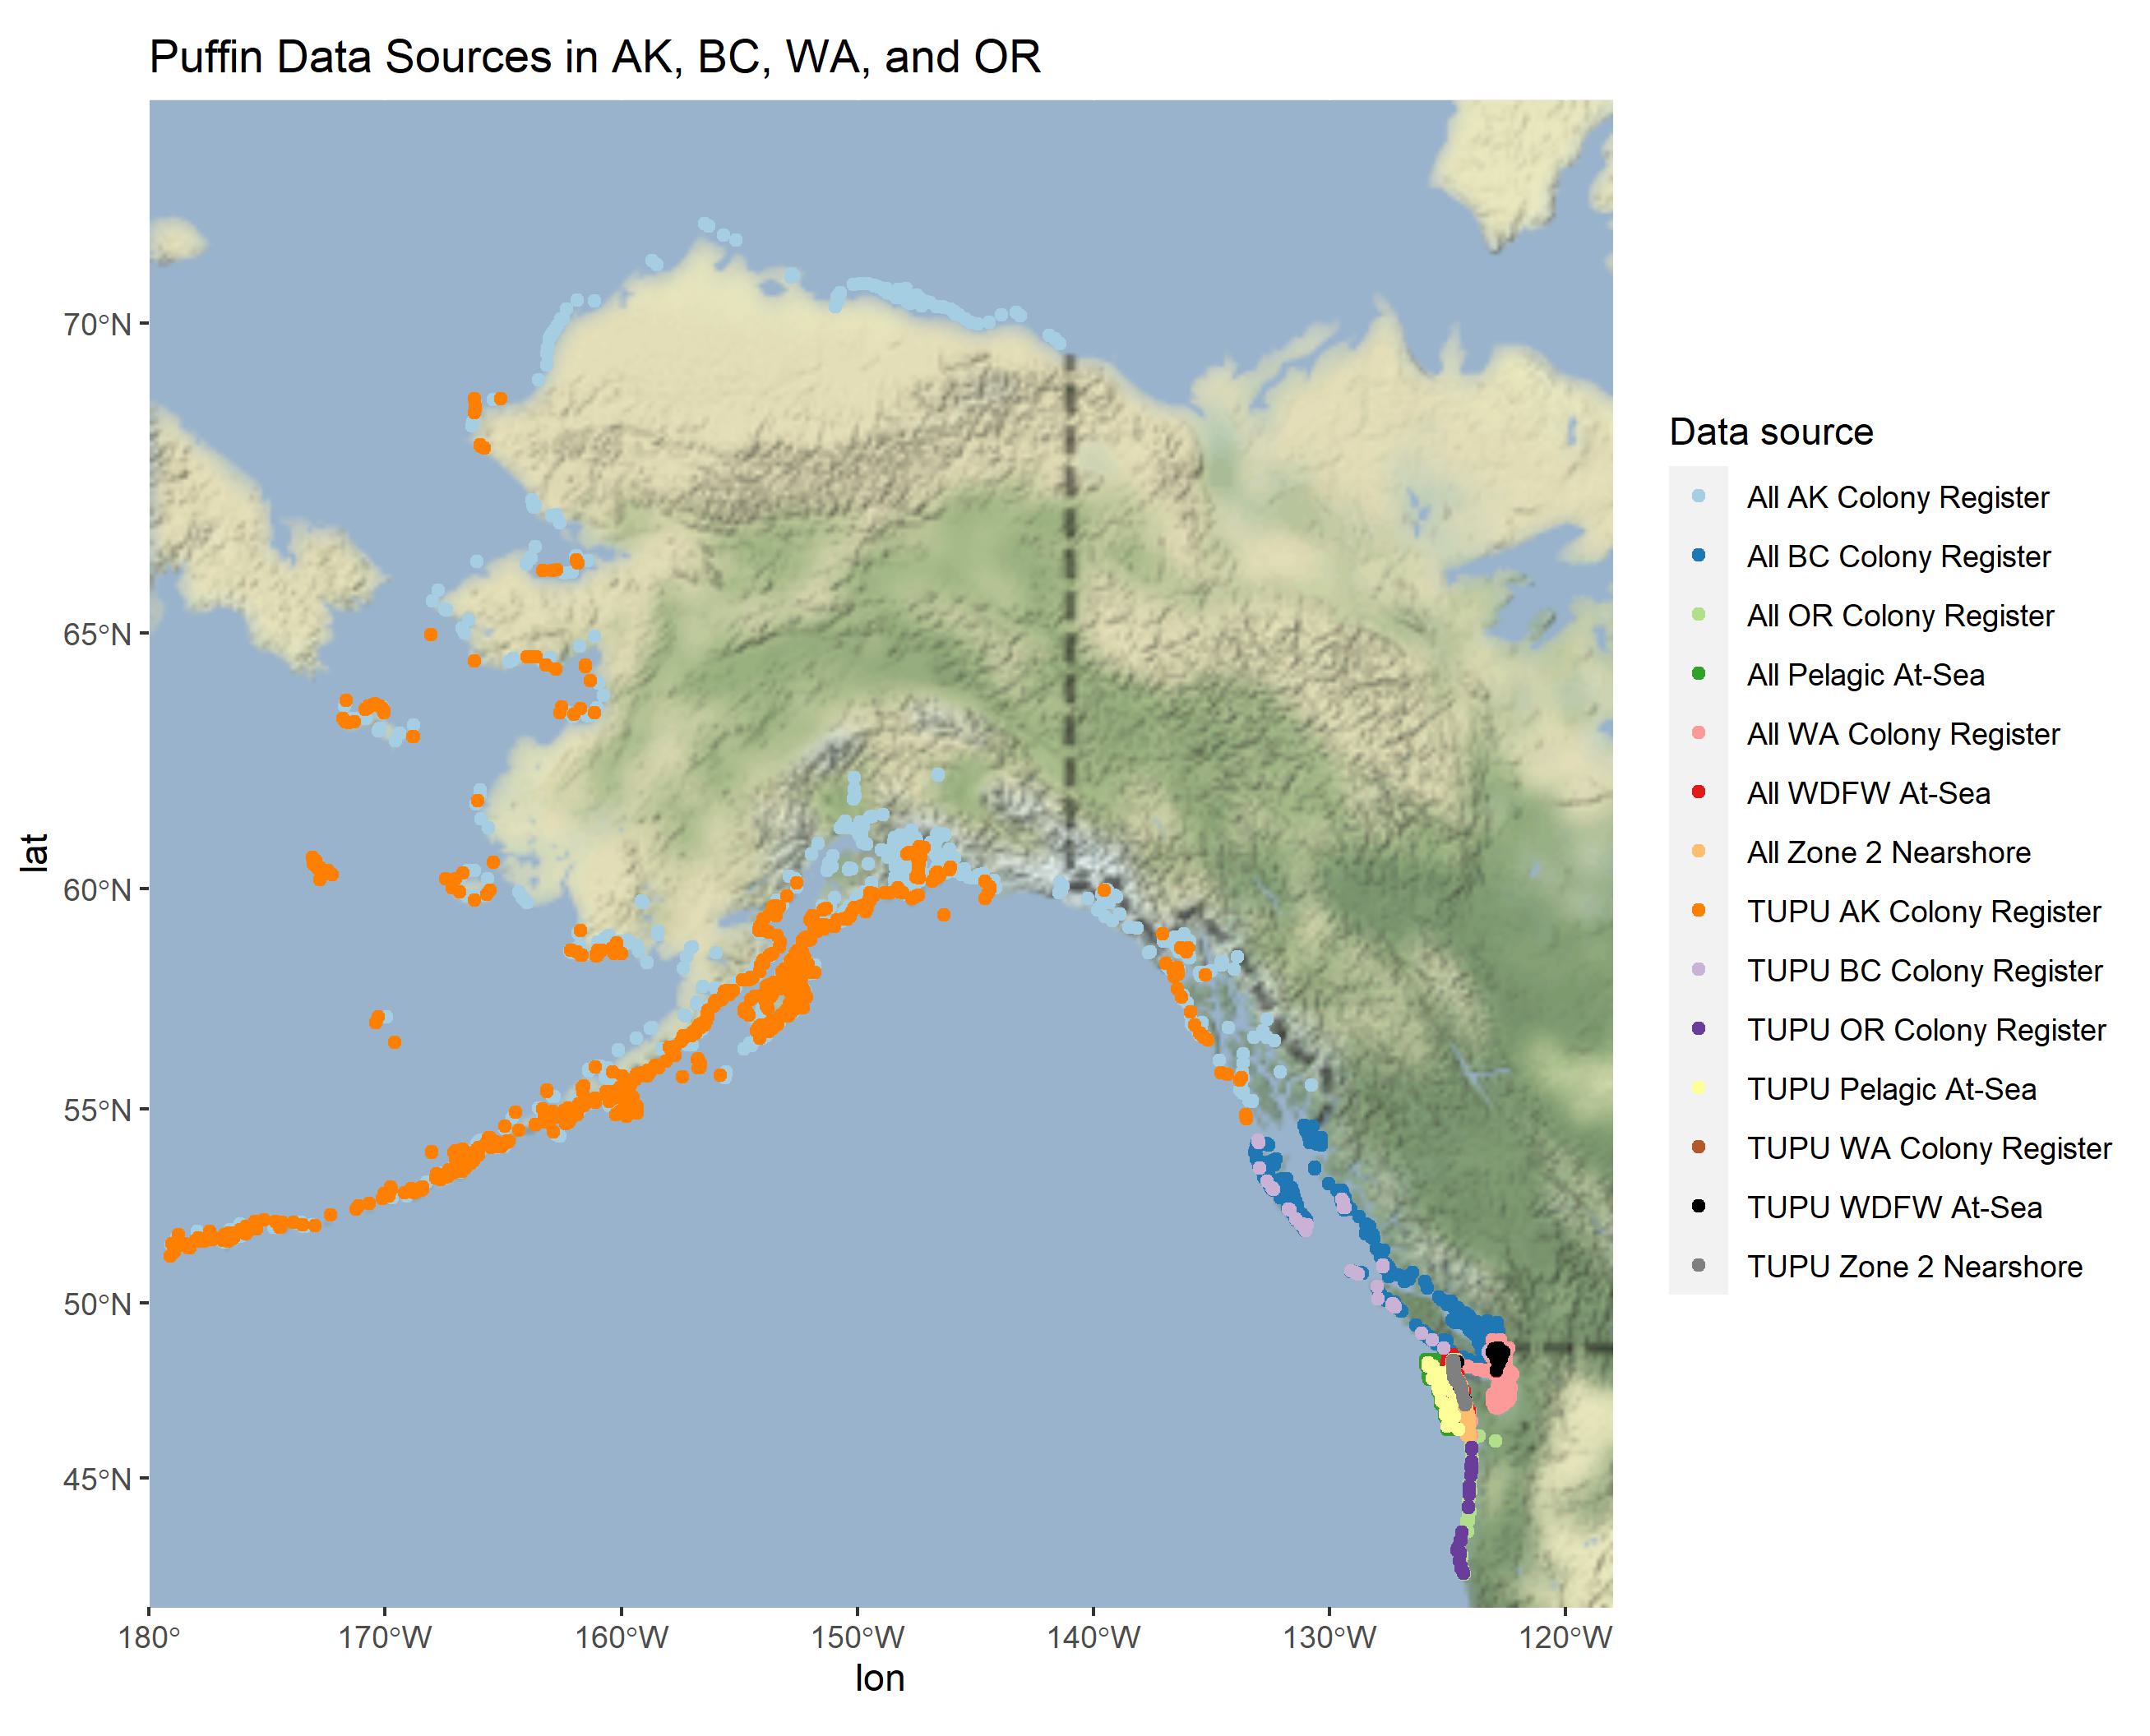 Puffin Data Sources in AK, BC, WA, and OR
70°N
65°N
60°N
55°N
50°N
45°N
lat
180°
170°W
160°W
150°W
140°W
130°W
120°W
lon
Data source
All AK Colony Register
All BC Colony Register
All OR Colony Register
All Pelagic At-Sea
All WA Colony Register
All WDFW At-Sea
All Zone 2 Nearshore
TUPU AK Colony Register
TUPU BC Colony Register
TUPU OR Colony Register
TUPU Pelagic At-Sea
TUPU WA Colony Register
TUPU WDFW At-Sea
TUPU Zone 2 Nearshore